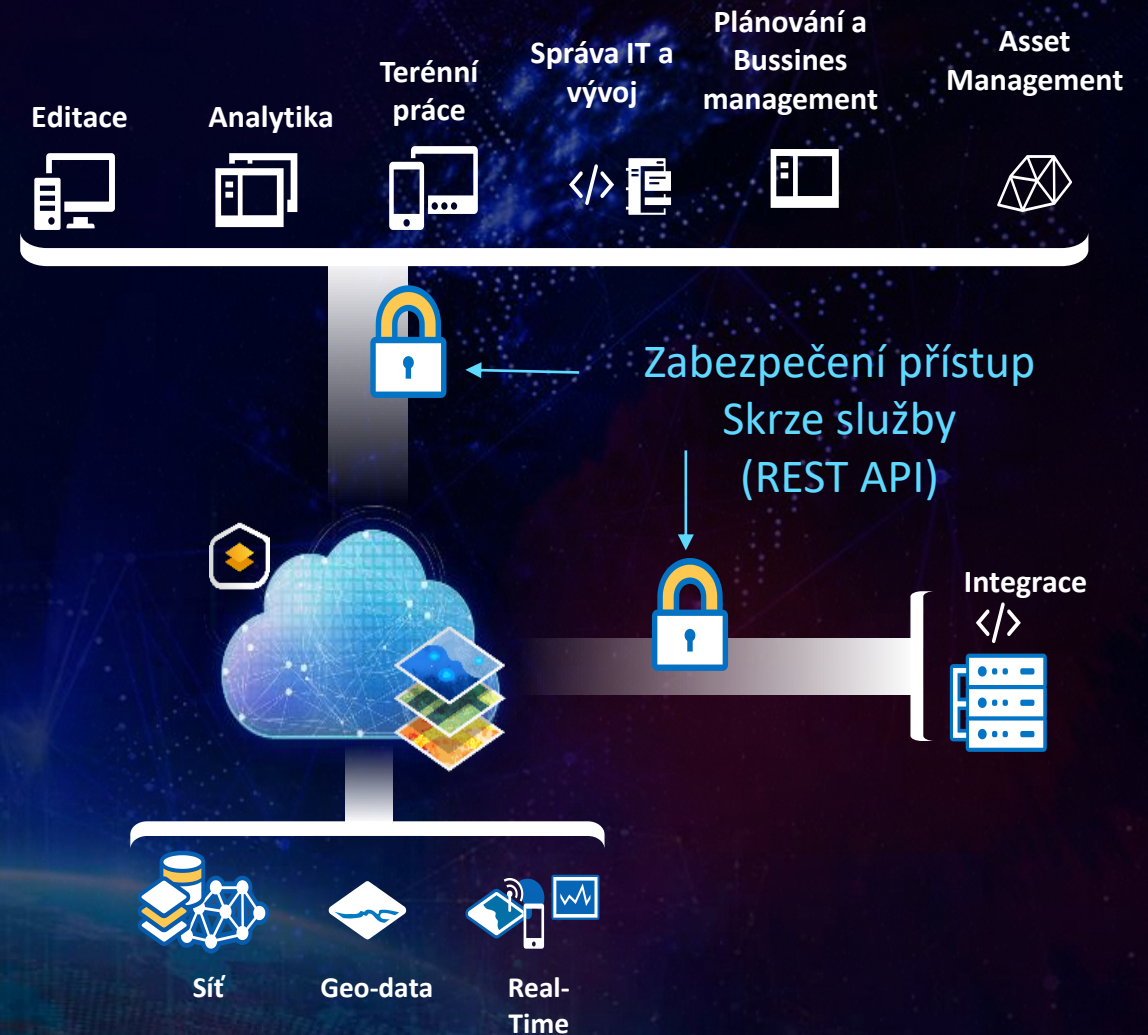 Editace
Analytika
Terénní
práce
Správa IT a
vývoj
Plánování a
Bussines
management
Asset
Management
</>
Zabezpečení přístup
Skrze služby
(REST API)
Integrace
</>
Síť
Geo-data
Real-
Time